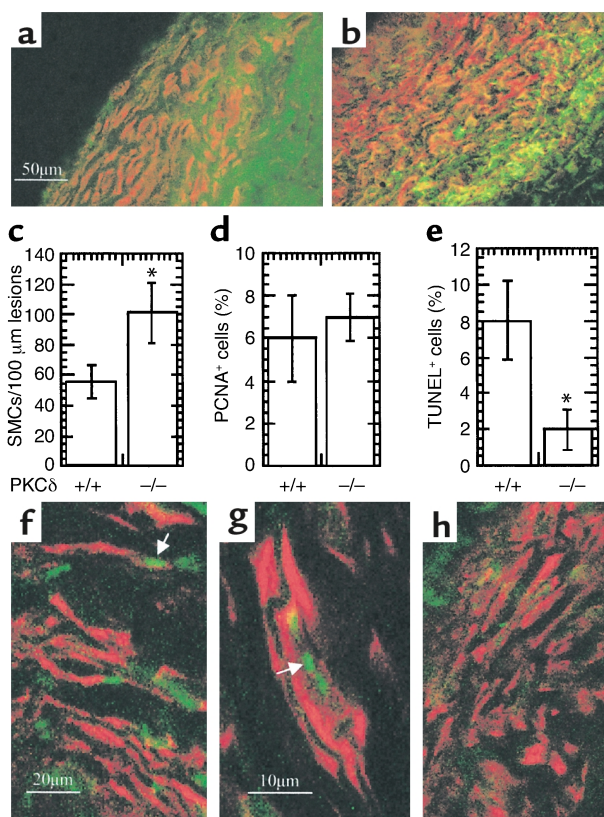 a
b
50μm
c
d
e
SMCs/100 μm lesions
140
120
100
80
60
40
20
0
*
PCNA+ cells (%)
10
8
6
4
2
0
TUNEL+ cells (%)
12
10
8
6
4
2
0
*
PKCδ +/+ −/− +/+ −/− +/+ −/−
f
g
h
20μm
10μm